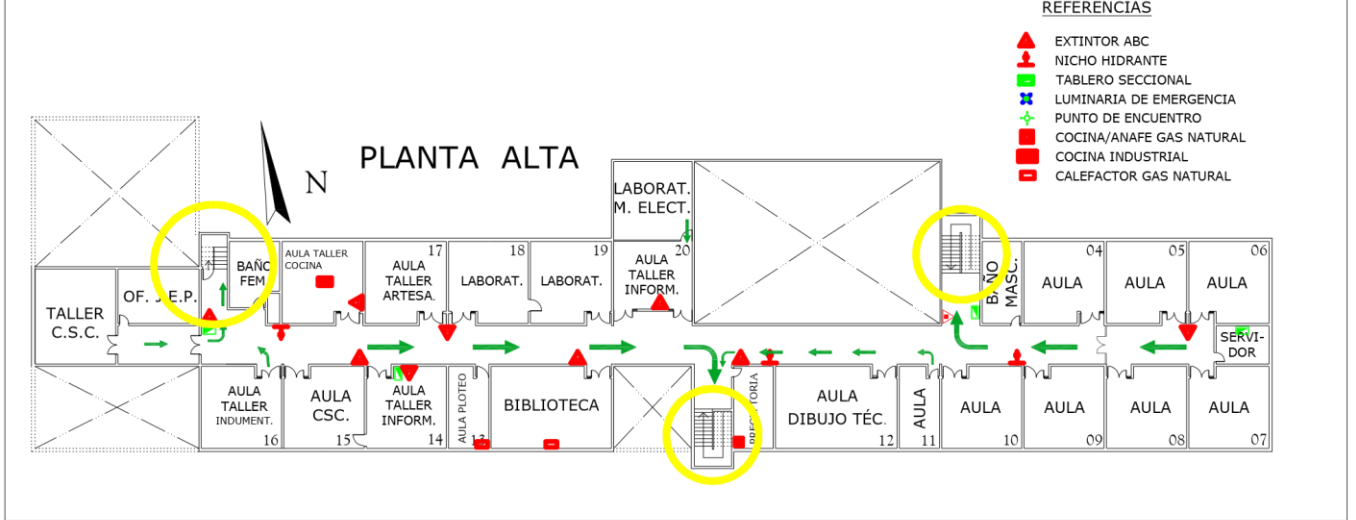 REFERENCIAS
EXTINTOR ABC
NICHO HIDRANTE
TABLERO SECCIONAL
LUMINARIA DE EMERGENCIA
PUNTO DE ENCUENTRO
COCINA/ANAFE GAS NATURAL
COCINA INDUSTRIAL
CALEFACTOR GAS NATURAL
PLANTA ALTA
N
LABORAT.
M. ELECT.
TALLER
C.S.C.
OF. J.E.P.
BAÑO
FEM
AULA TALLER
COCINA
17
AULA
TALLER
ARTESA.
18
LABORAT.
19
LABORAT.
20
AULA
TALLER
INFORM.
BAÑO
MASC.
04
AULA
05
AULA
06
AULA
SERVI-
DOR
AULA
TALLER
INDUMENT.
16
AULA
CSC.
15
AULA
TALLER
INFORM.
14
AULA PLOTEO
13
BIBLIOTECA
AULA
DIBUJO TÉC.
12
AULA
11
AULA
10
AULA
09
AULA
08
AULA
07